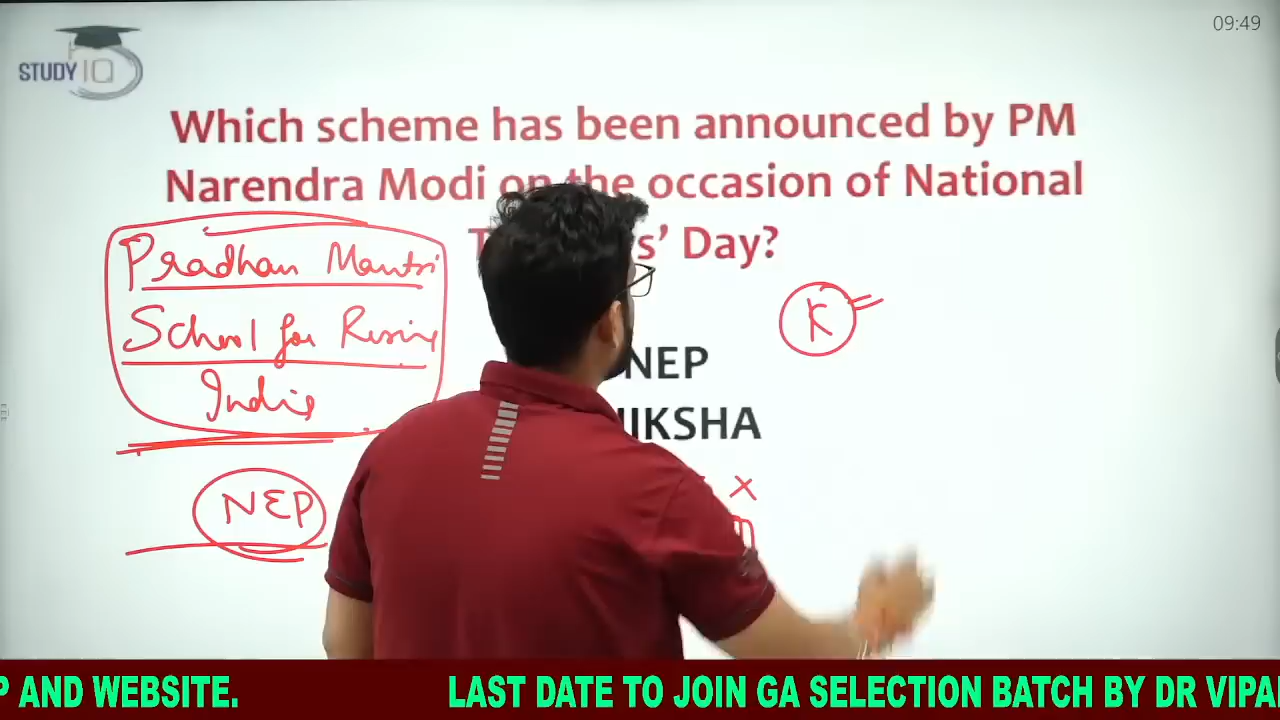 09:49
STUDY IQ
Which scheme has been announced by PM
Narendra Modi on the occasion of National
Day?
Pradhan Mantri
School for Rising
India
K
NEP
NEP
P AND WEBSITE.
LAST DATE TO JOIN GA SELECTION BATCH BY DR VIPA